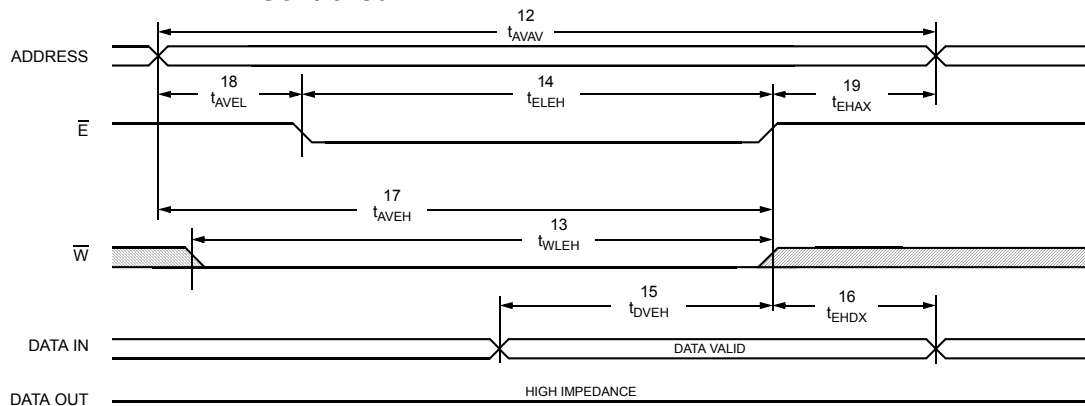 12
tAVAV
ADDRESS
18
tAVEL
14
tELEH
19
tEHAX
E
17
tAVEH
13
tWLEH
W
15
tDVEH
16
tEHDX
DATA IN
DATA VALID
DATA OUT
HIGH IMPEDANCE